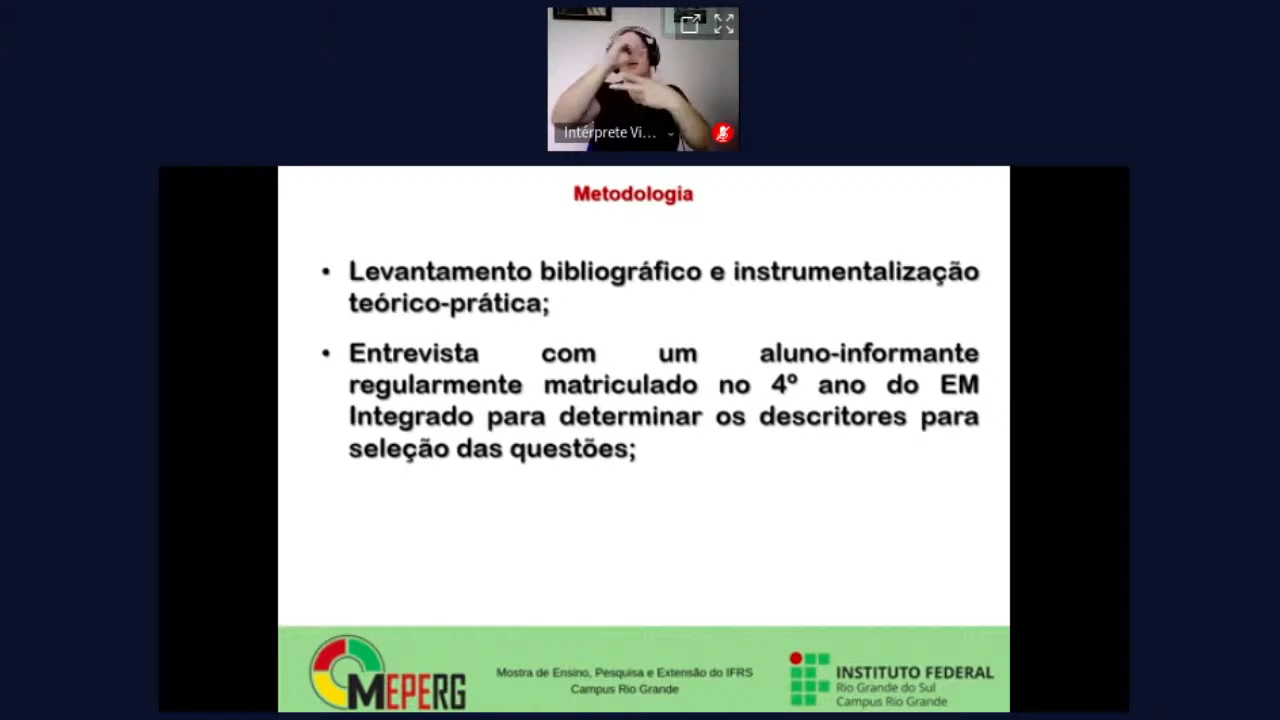 Intérprete Vi...
Metodologia
• Levantamento bibliográfico e instrumentalização
teórico-prática;
• Entrevista com um aluno-informante
regularmente matriculado no 4º ano do EM
Integrado para determinar os descritores para
seleção das questões;
MEPERG
Mostra de Ensino, Pesquisa e Extensão do IFRS
Campus Rio Grande
INSTITUTO FEDERAL
Rio Grande do Sul
Campus Rio Grande